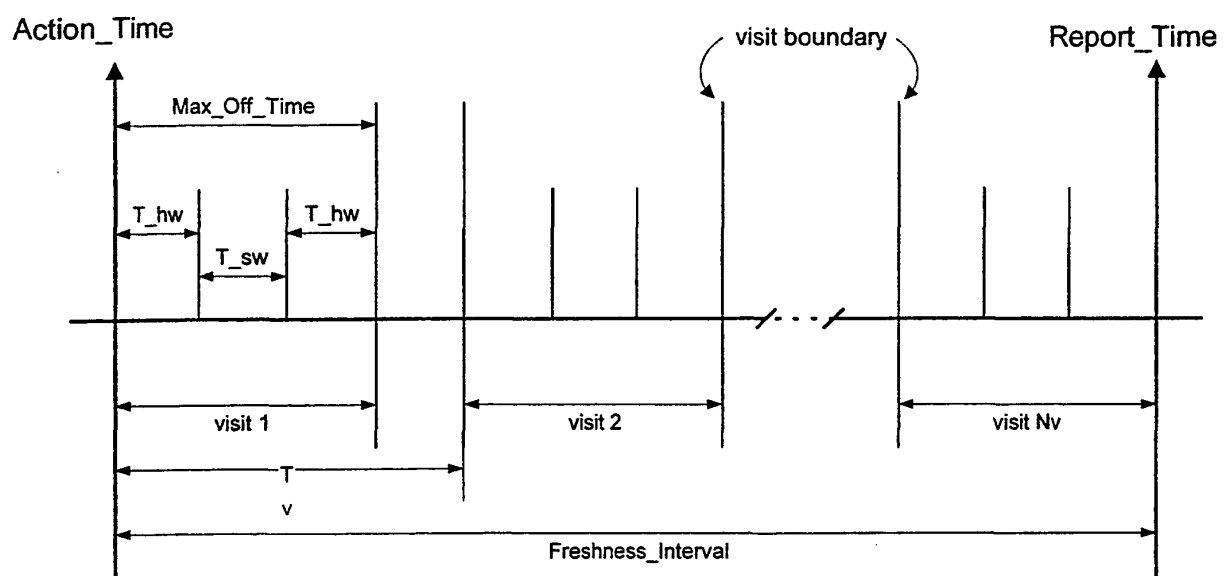 Action_Time
visit boundary
Report_Time
Max_Off_Time
T_hw
T_hw
T_sw
visit 1
visit 2
visit Nv
T
v
Freshness_Interval